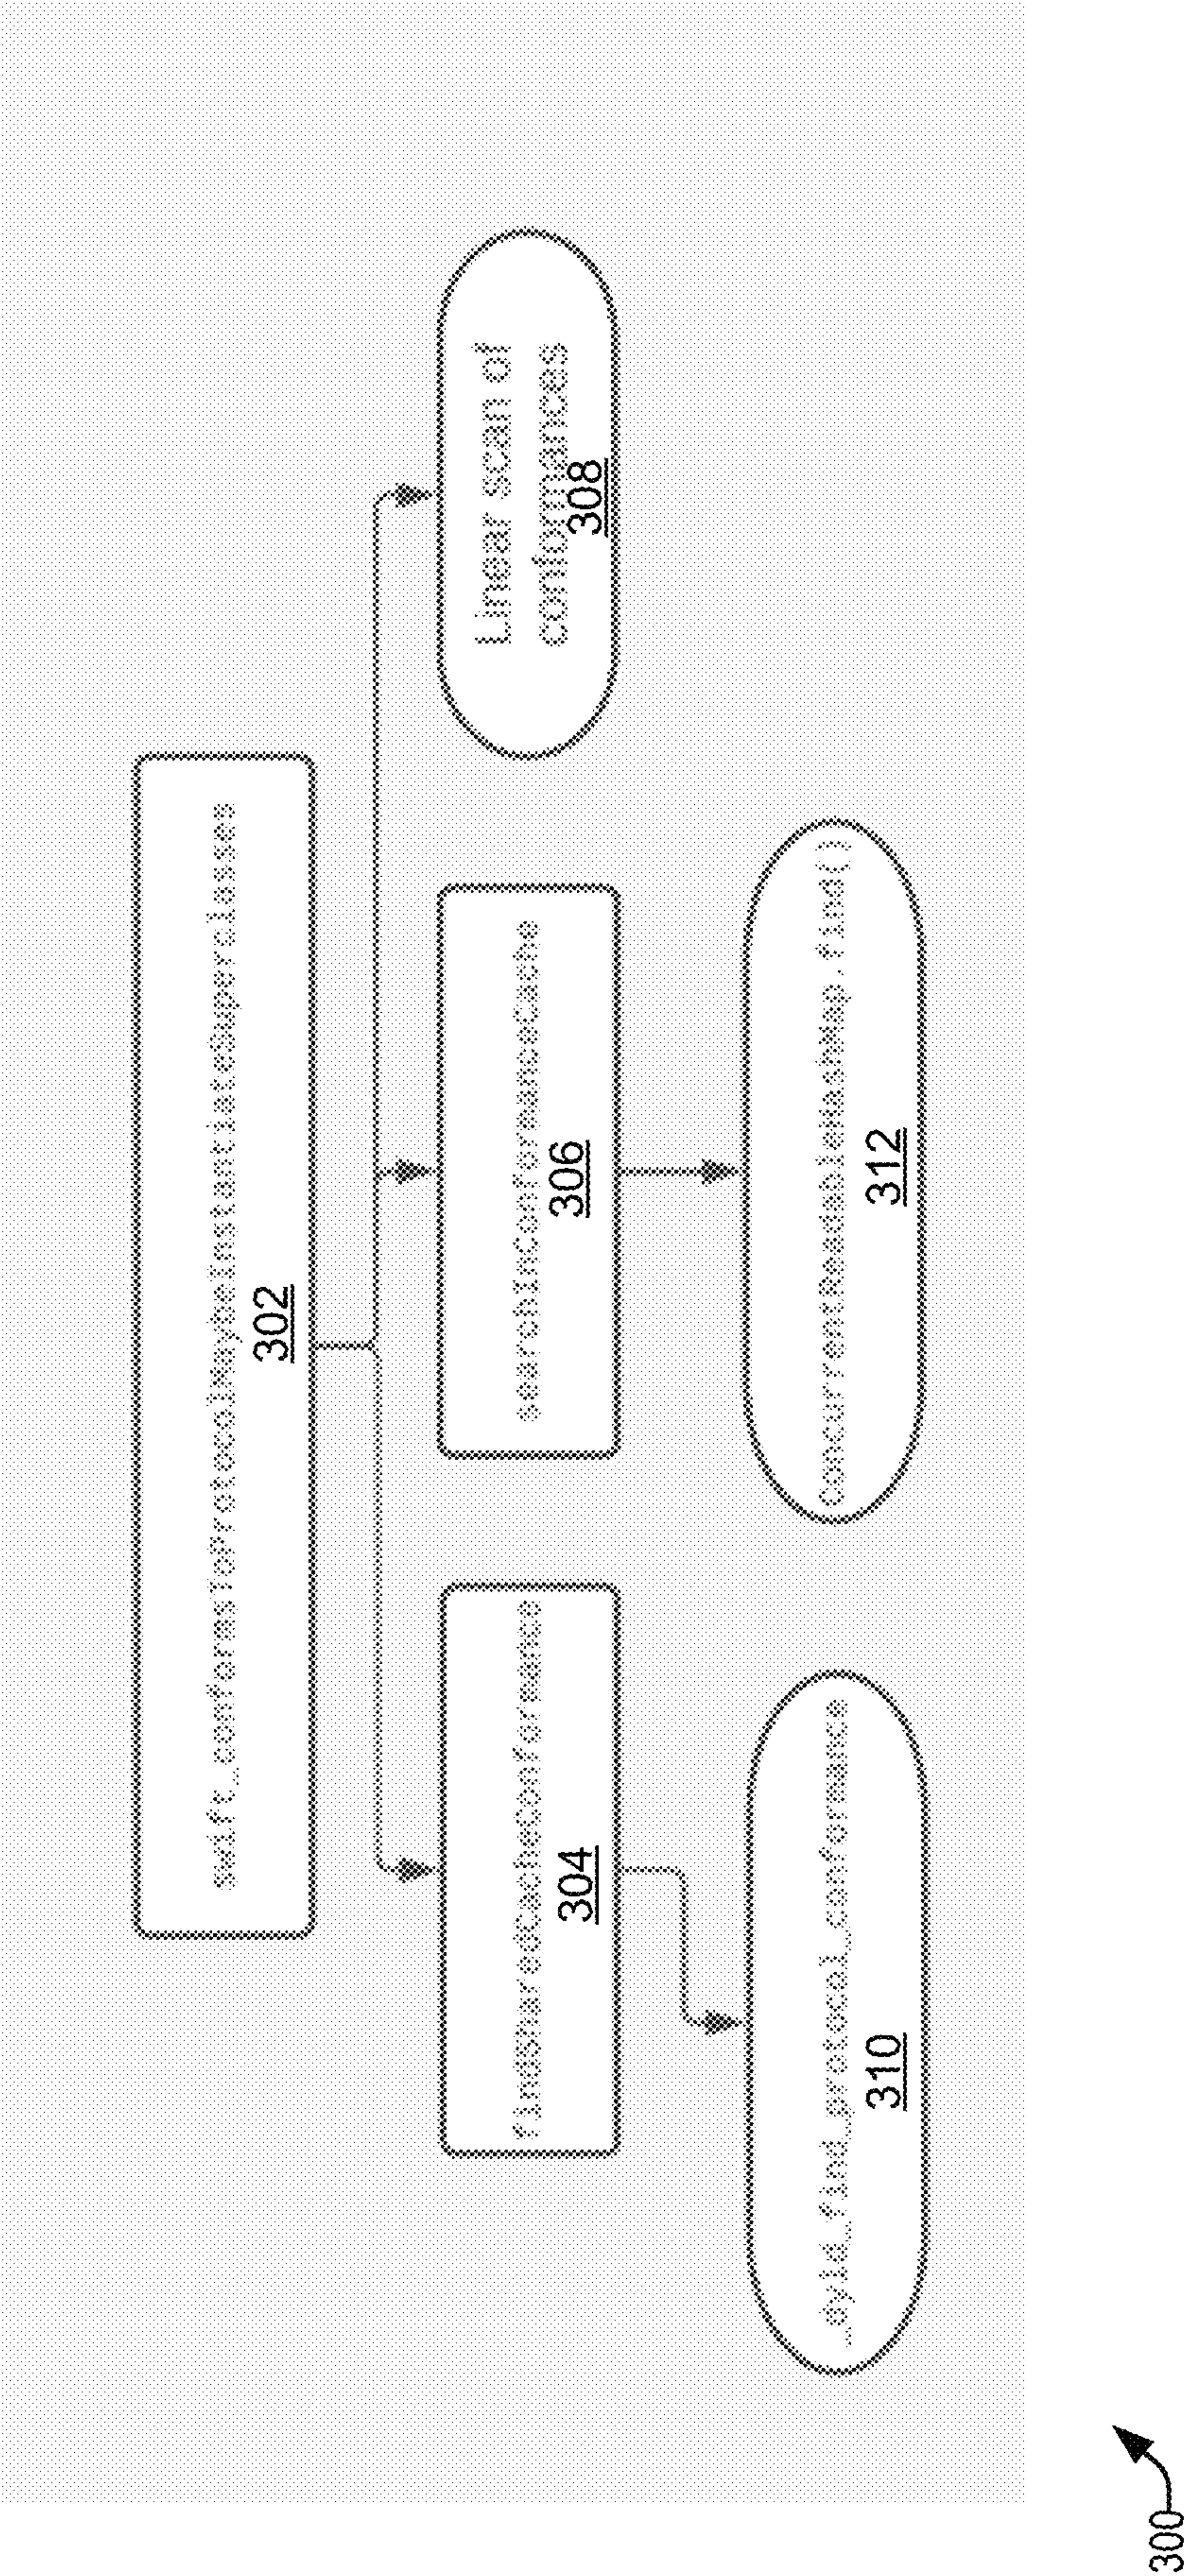 swift_conformsToProtocolMaybeInstantiateSuperclasses
302
findSharedCacheConformance
304
searchInConformanceCache
306
Linear scan of
conformances
308
_dyld_find_protocol_conformance
310
ConcurrentReadableHashMap.find()
312
300